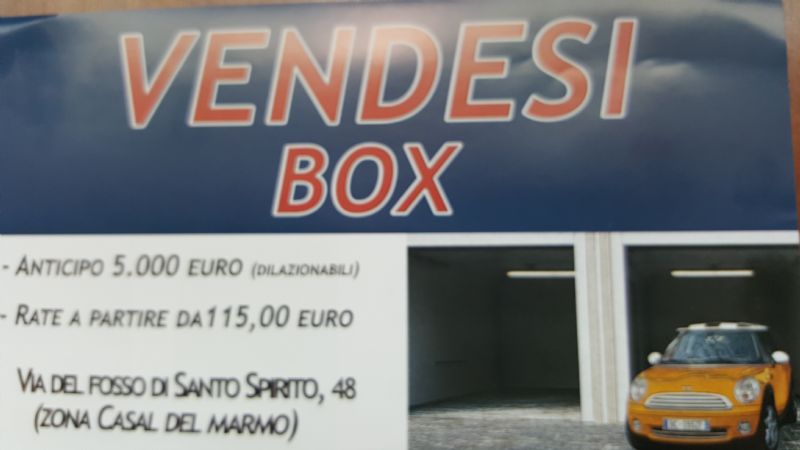 VENDESI
BOX
- ANTICIPO 5.000 EURO (DILAZIONABILI)
- RATE A PARTIRE DA115,00 EURO
VIA DEL FOSSO DI SANTO SPIRITO, 48
(ZONA CASAL DEL MARMO)